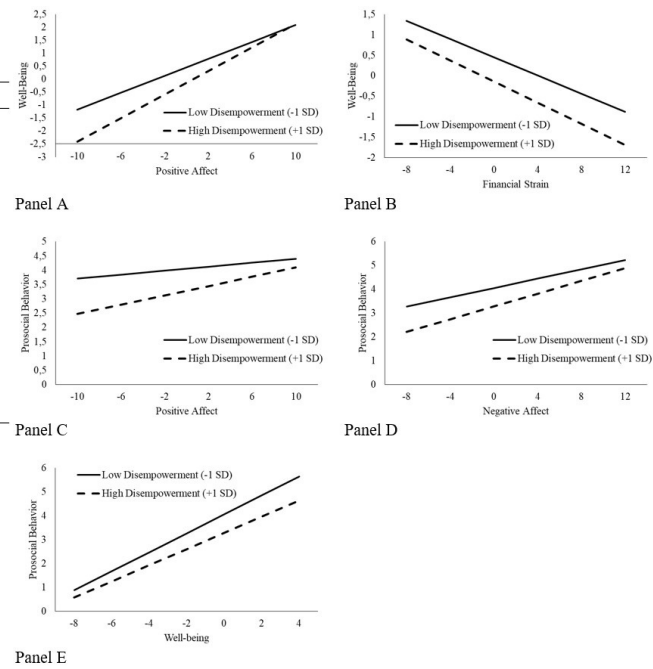 2,5
2
1,5
1
0,5
0
-0,5
-1
-1,5
-2
-2,5
-3
Well-Being
-10 -6 -2 2 6 10
Positive Affect
Low Disempowerment (-1 SD)
High Disempowerment (+1 SD)
Panel A
1,5
1
0,5
0
-0,5
-1
-1,5
-2
Well-Being
-8 -4 0 4 8 12
Financial Strain
Low Disempowerment (-1 SD)
High Disempowerment (+1 SD)
Panel B
5
4,5
4
3,5
3
2,5
2
1,5
1
0,5
0
Prosocial Behavior
-10 -6 -2 2 6 10
Positive Affect
Low Disempowerment (-1 SD)
High Disempowerment (+1 SD)
Panel C
6
5
4
3
2
1
0
Prosocial Behavior
-8 -4 0 4 8 12
Negative Affect
Low Disempowerment (-1 SD)
High Disempowerment (+1 SD)
Panel D
6
5
4
3
2
1
0
Prosocial Behavior
-8 -6 -4 -2 0 2 4
Well-being
Low Disempowerment (-1 SD)
High Disempowerment (+1 SD)
Panel E